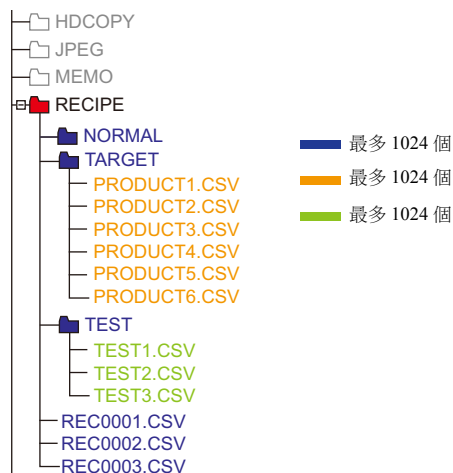 HDCOPY
JPEG
MEMO
RECIPE
NORMAL
TARGET
PRODUCT1.CSV
PRODUCT2.CSV
PRODUCT3.CSV
PRODUCT4.CSV
PRODUCT5.CSV
PRODUCT6.CSV
TEST
TEST1.CSV
TEST2.CSV
TEST3.CSV
REC0001.CSV
REC0002.CSV
REC0003.CSV
最多 1024 個
最多 1024 個
最多 1024 個